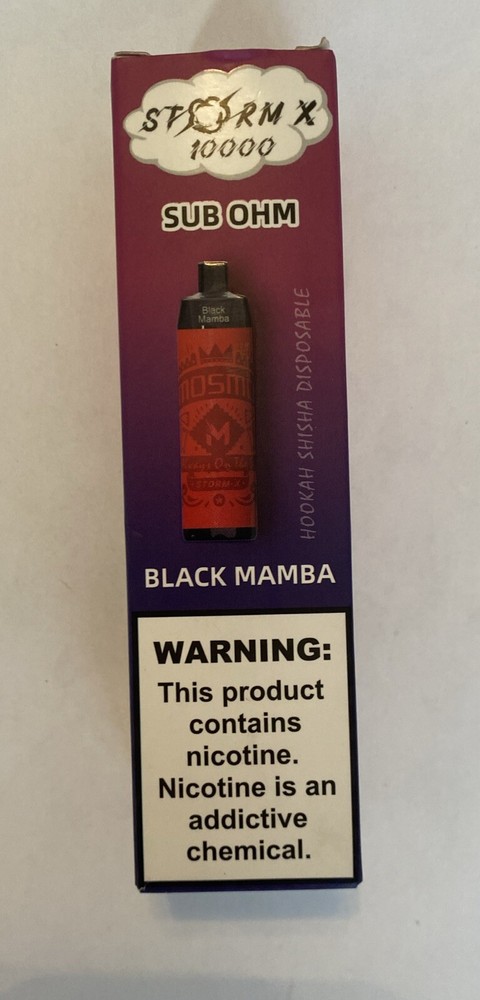 STORM X
10000
SUB OHM
Black
Mamba
MOSM
M
STORM-X
HOOKAH SHISHA DISPOSABLE
BLACK MAMBA
WARNING:
This product
contains
nicotine.
Nicotine is an
addictive
chemical.